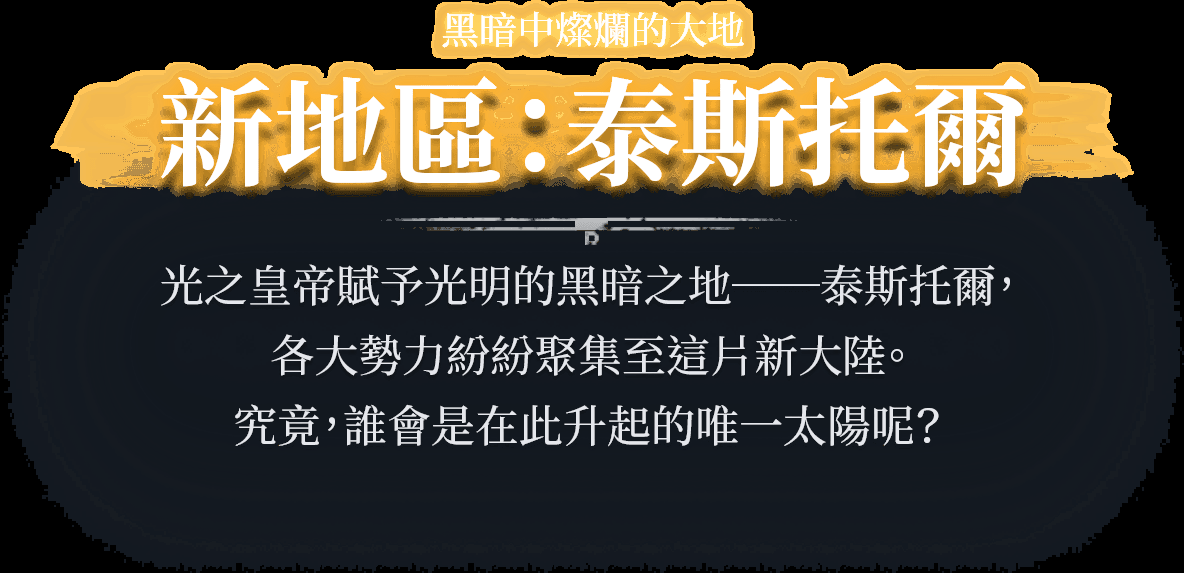 黑暗中燦爛的大地
新地區：泰斯托爾
R
光之皇帝賦予光明的黑暗之地——泰斯托爾，
各大勢力紛紛聚集至這片新大陸。
究竟，誰會是在此升起的唯一太陽呢？